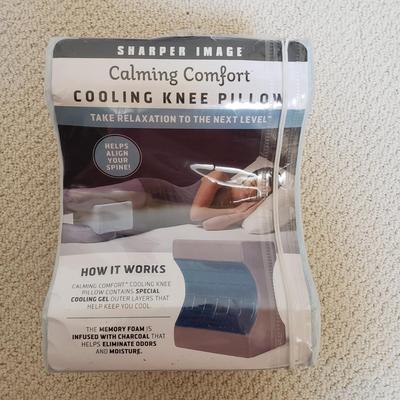 SHARPER IMAGE
Calming Comfort
COOLING KNEE PILLOW
TAKE RELAXATION TO THE NEXT LEVEL™
HELPS
ALIGN
YOUR
SPINE!
HOW IT WORKS
CALMING COMFORT™ COOLING KNEE
PILLOW CONTAINS SPECIAL
COOLING GEL OUTER LAYERS THAT
HELP KEEP YOU COOL.
THE MEMORY FOAM IS
INFUSED WITH CHARCOAL THAT
HELPS ELIMINATE ODORS
AND MOISTURE.